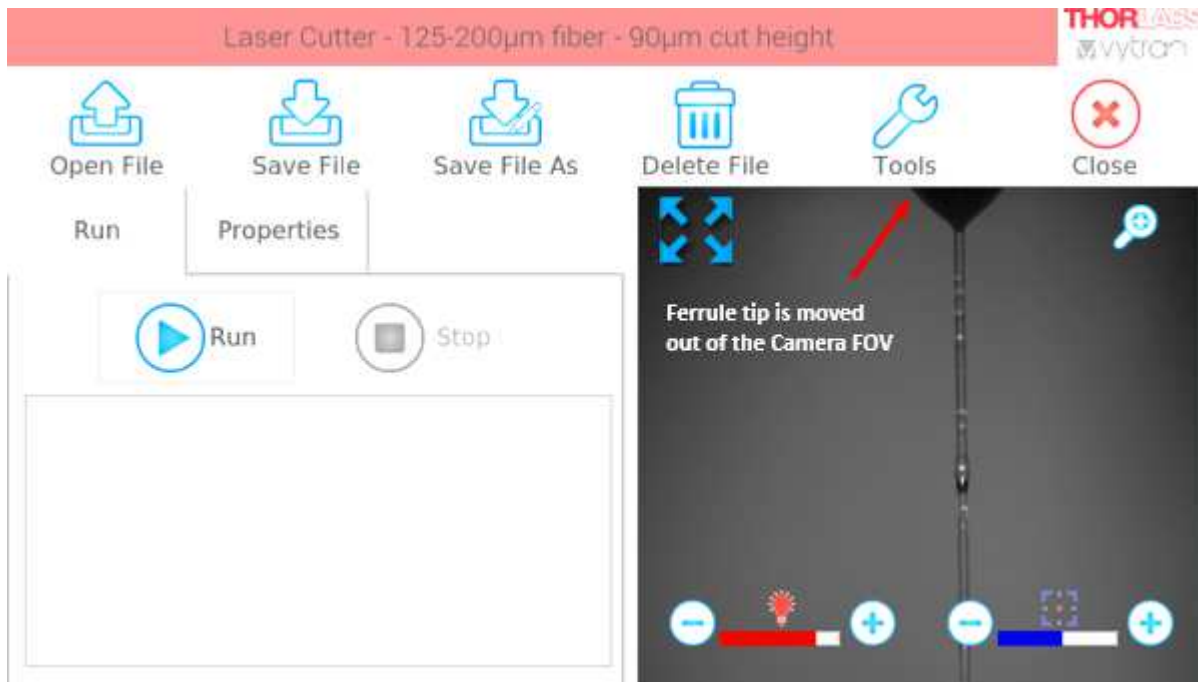 Laser Cutter - 125-200µm fiber - 90µm cut height
THORLABS
vytran
Open File
Save File
Save File As
Delete File
Tools
Close
Run
Properties
Run
Stop
Ferrule tip is moved
out of the Camera FOV